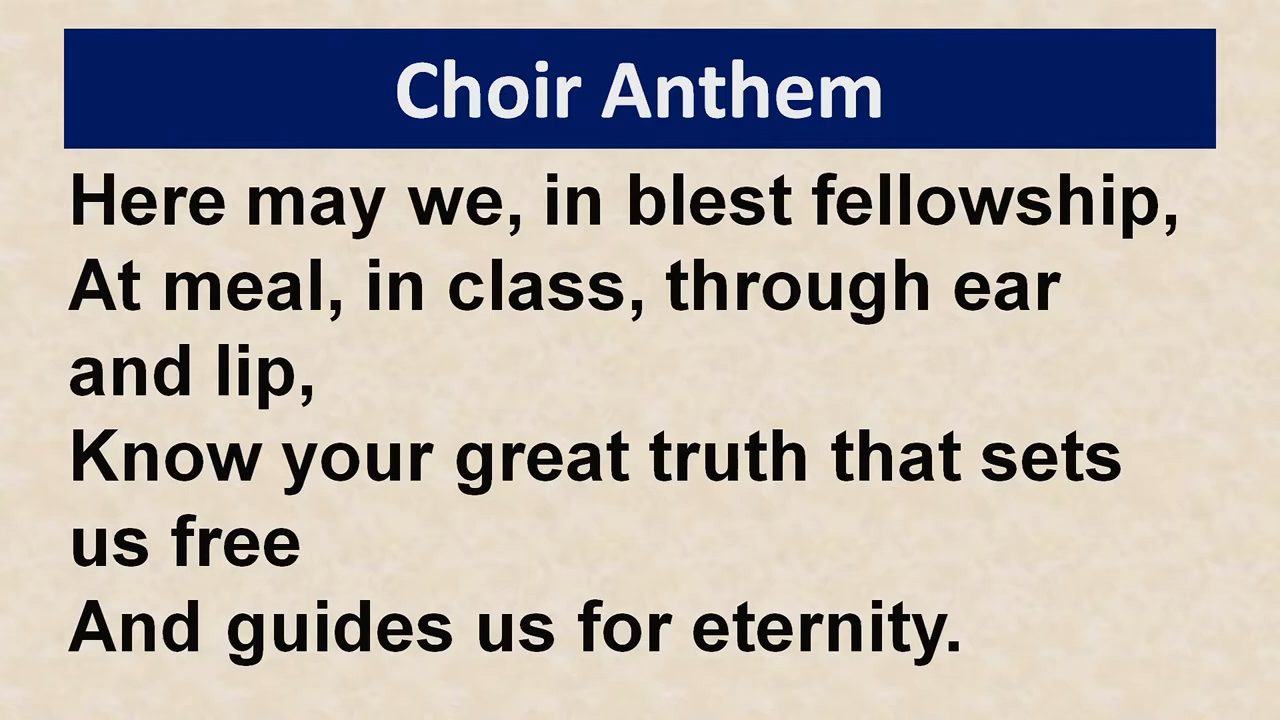 Choir Anthem
Here may we, in blest fellowship,
At meal, in class, through ear
and lip,
Know your great truth that sets
us free
And guides us for eternity.